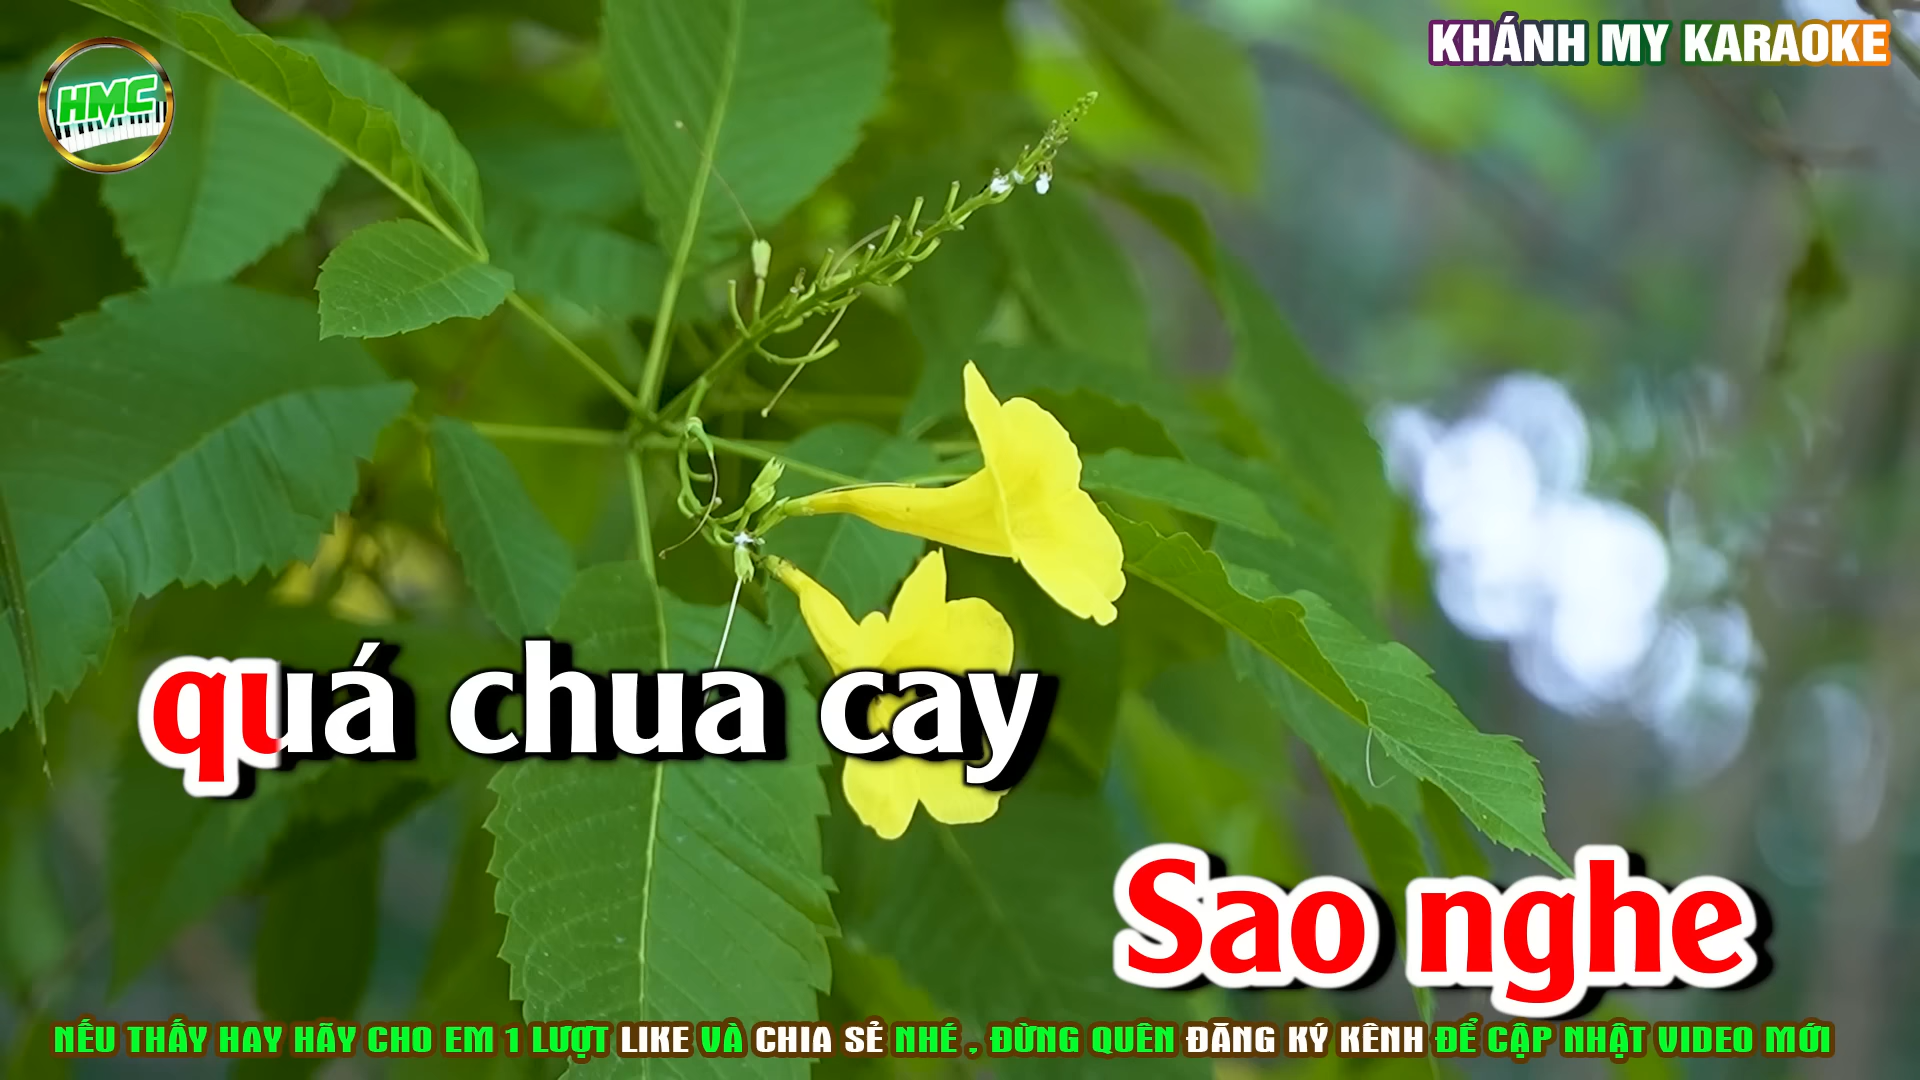 KHÁNH MY KARAOKE
HMC
quá chua cay
Sao nghe
NẾU THẤY HAY HÃY CHO EM 1 LƯỢT LIKE VÀ CHIA SẺ NHÉ , ĐỪNG QUÊN ĐĂNG KÝ KÊNH ĐỂ CẬP NHẬT VIDEO MỚI